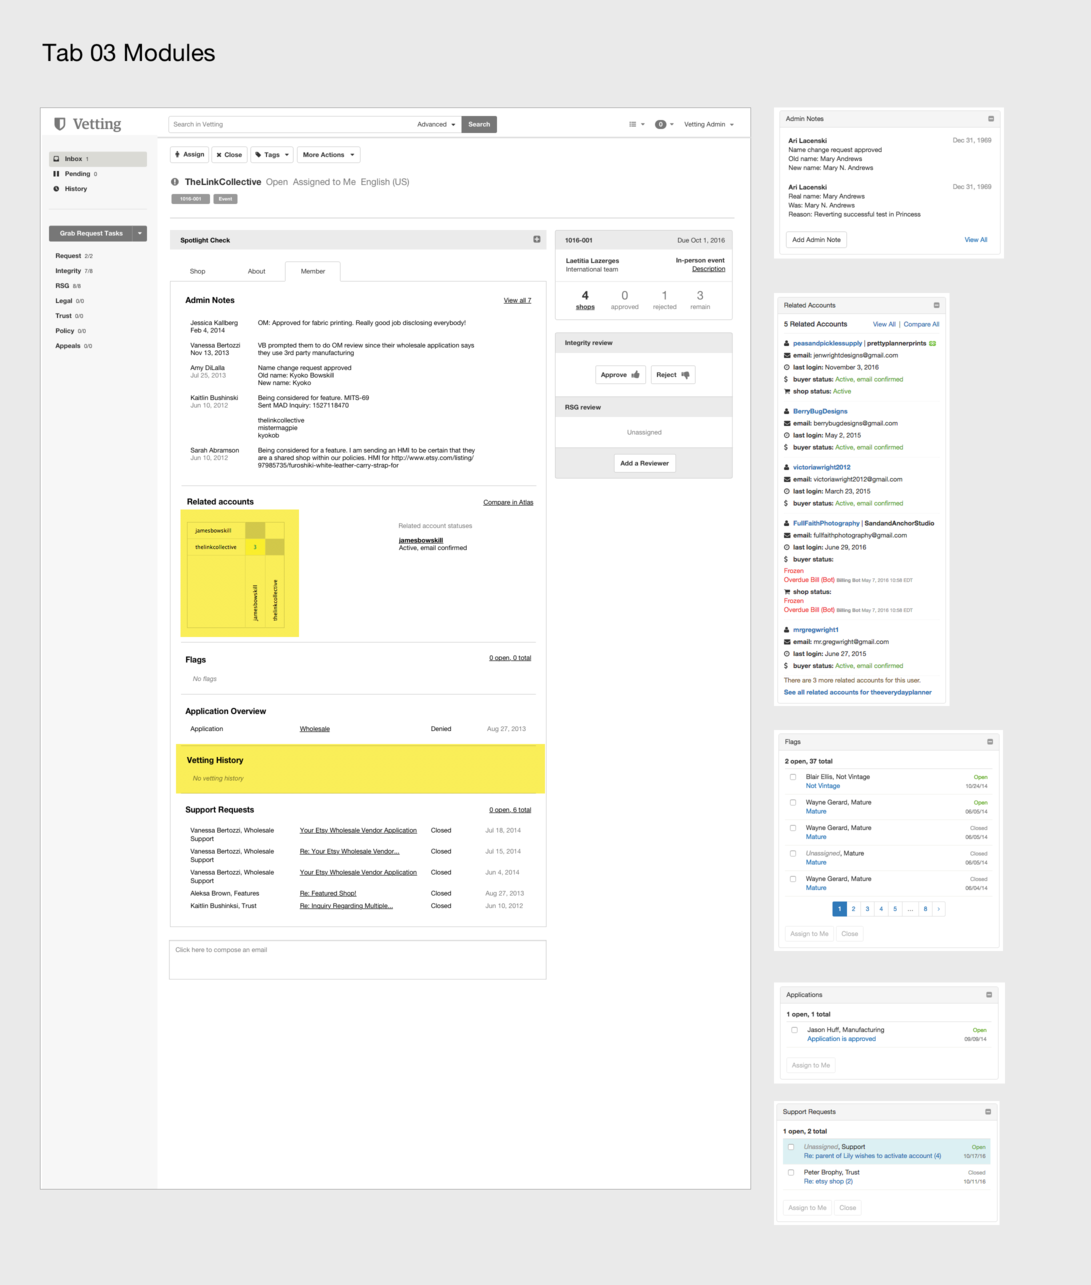 Tab 03 Modules
Vetting
Search in Vetting
Advanced
Search
0
Vetting Admin
Inbox 1
Pending 0
History
Grab Request Tasks
Request 2/2
Integrity 7/8
RSG 8/8
Legal 0/0
Trust 0/0
Policy 0/0
Appeals 0/0
Assign
Close
Tags
More Actions
TheLinkCollective Open Assigned to Me English (US)
1016-001
Event
Spotlight Check
Shop
About
Member
Admin Notes
View all 7
Jessica Kallberg
Feb 4, 2014
OM: Approved for fabric printing. Really good job disclosing everybody!
Vanessa Bertozzi
Nov 13, 2013
VB prompted them to do OM review since their wholesale application says
they use 3rd party manufacturing
Amy DiLalla
Jul 25, 2013
Name change request approved
Old name: Kyoko Bowskill
New name: Kyoko
Kaitlin Bushinski
Jun 10, 2012
Being considered for feature. MITS-69
Sent MAD Inquiry: 1527118470
thelinkcollective
mistermagpie
kyokob
Sarah Abramson
Jun 10, 2012
Being considered for a feature. I am sending an HMI to be certain that they
are a shared shop within our policies. HMI for http://www.etsy.com/listing/
97985735/furoshiki-white-leather-carry-strap-for
Related accounts
Compare in Atlas
jamesbowskill
thelinkcollective
3
jamesbowskill
thelinkcollective
Related account statuses
jamesbowskill
Active, email confirmed
Flags
0 open, 0 total
No flags
Application Overview
Application
Wholesale
Denied
Aug 27, 2013
Vetting History
No vetting history
Support Requests
0 open, 6 total
Vanessa Bertozzi, Wholesale
Support
Your Etsy Wholesale Vendor Application
Closed
Jul 18, 2014
Vanessa Bertozzi, Wholesale
Support
Re: Your Etsy Wholesale Vendor...
Closed
Jul 15, 2014
Vanessa Bertozzi, Wholesale
Support
Your Etsy Wholesale Vendor Application
Closed
Jun 4, 2014
Aleksa Brown, Features
Re: Featured Shop!
Closed
Aug 27, 2013
Kaitlin Bushinksi, Trust
Re: Inquiry Regarding Multiple...
Closed
Jun 10, 2012
Click here to compose an email
1016-001
Due Oct 1, 2016
Laetitia Lazerges
International team
In-person event
Description
4
shops
0
approved
1
rejected
3
remain
Integrity review
Approve
Reject
RSG review
Unassigned
Add a Reviewer
Admin Notes
Ari Lacenski
Dec 31, 1969
Name change request approved
Old name: Mary Andrews
New name: Mary N. Andrews
Ari Lacenski
Dec 31, 1969
Real name: Mary Andrews
Was: Mary N. Andrews
Reason: Reverting successful test in Princess
Add Admin Note
View All
Related Accounts
5 Related Accounts
View All | Compare All
peasandpicklessupply | prettyplannerprints
email: jenwrightdesigns@gmail.com
last login: November 3, 2016
buyer status: Active, email confirmed
shop status: Active
BerryBugDesigns
email: berrybugdesigns@gmail.com
last login: May 2, 2015
buyer status: Active, email confirmed
victoriawright2012
email: victoriawright2012@gmail.com
last login: March 23, 2015
buyer status: Active, email confirmed
FullFaithPhotography | SandandAnchorStudio
email: fullfaithphotography@gmail.com
last login: June 29, 2016
buyer status:
Frozen
Overdue Bill (Bot) Billing Bot May 7, 2016 10:58 EDT
shop status:
Frozen
Overdue Bill (Bot) Billing Bot May 7, 2016 10:58 EDT
mrgregwright1
email: mr.gregwright@gmail.com
last login: June 27, 2015
buyer status: Active, email confirmed
There are 3 more related accounts for this user.
See all related accounts for theeverydayplanner
Flags
2 open, 37 total
Blair Ellis, Not Vintage
Open
Not Vintage
10/24/14
Wayne Gerard, Mature
Open
Mature
06/05/14
Wayne Gerard, Mature
Closed
Mature
06/05/14
Unassigned, Mature
Closed
Mature
06/05/14
Wayne Gerard, Mature
Closed
Mature
06/04/14
1 2 3 4 5 ... 8 ›
Assign to Me
Close
Applications
1 open, 1 total
Jason Huff, Manufacturing
Open
Application is approved
09/09/14
Assign to Me
Support Requests
1 open, 2 total
Unassigned, Support
Open
Re: parent of Lily wishes to activate account (4)
10/17/16
Peter Brophy, Trust
Closed
Re: etsy shop (2)
10/11/16
Assign to Me
Close